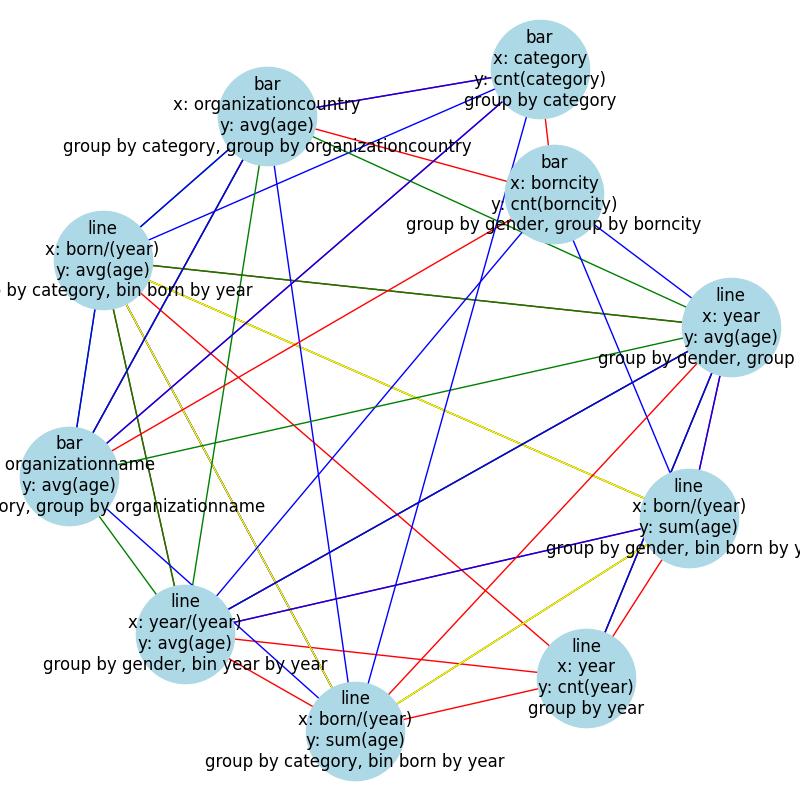 bar
x: category
y: cnt(category)
group by category
bar
x: organizationcountry
y: avg(age)
group by category, group by organizationcountry
bar
x: borncity
y: cnt(borncity)
group by gender, group by borncity
line
x: born/(year)
y: avg(age)
by category, bin born by year
line
x: year
y: avg(age)
group by gender, group
bar
organizationname
y: avg(age)
group by organizationname
line
x: born/(year)
y: sum(age)
group by gender, bin born by
line
x: year/(year)
y: avg(age)
group by gender, bin year by year
line
x: year
y: cnt(year)
group by year
line
x: born/(year)
y: sum(age)
group by category, bin born by year